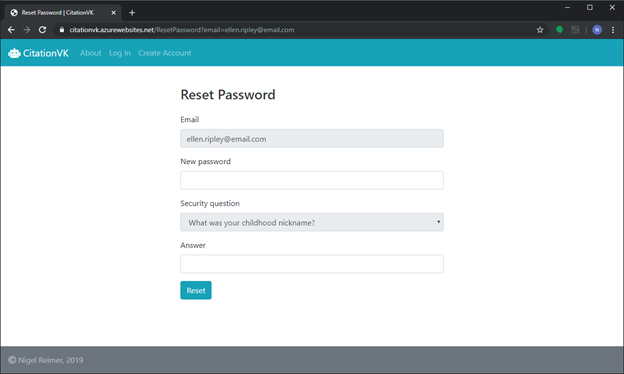 Reset Password | CitationVK
citationvk.azurewebsites.net/ResetPassword?email=ellen.ripley@email.com
N
CitationVK About Log In Create Account
Reset Password
Email
ellen.ripley@email.com
New password
Security question
What was your childhood nickname?
Answer
Reset
© Nigel Reimer, 2019